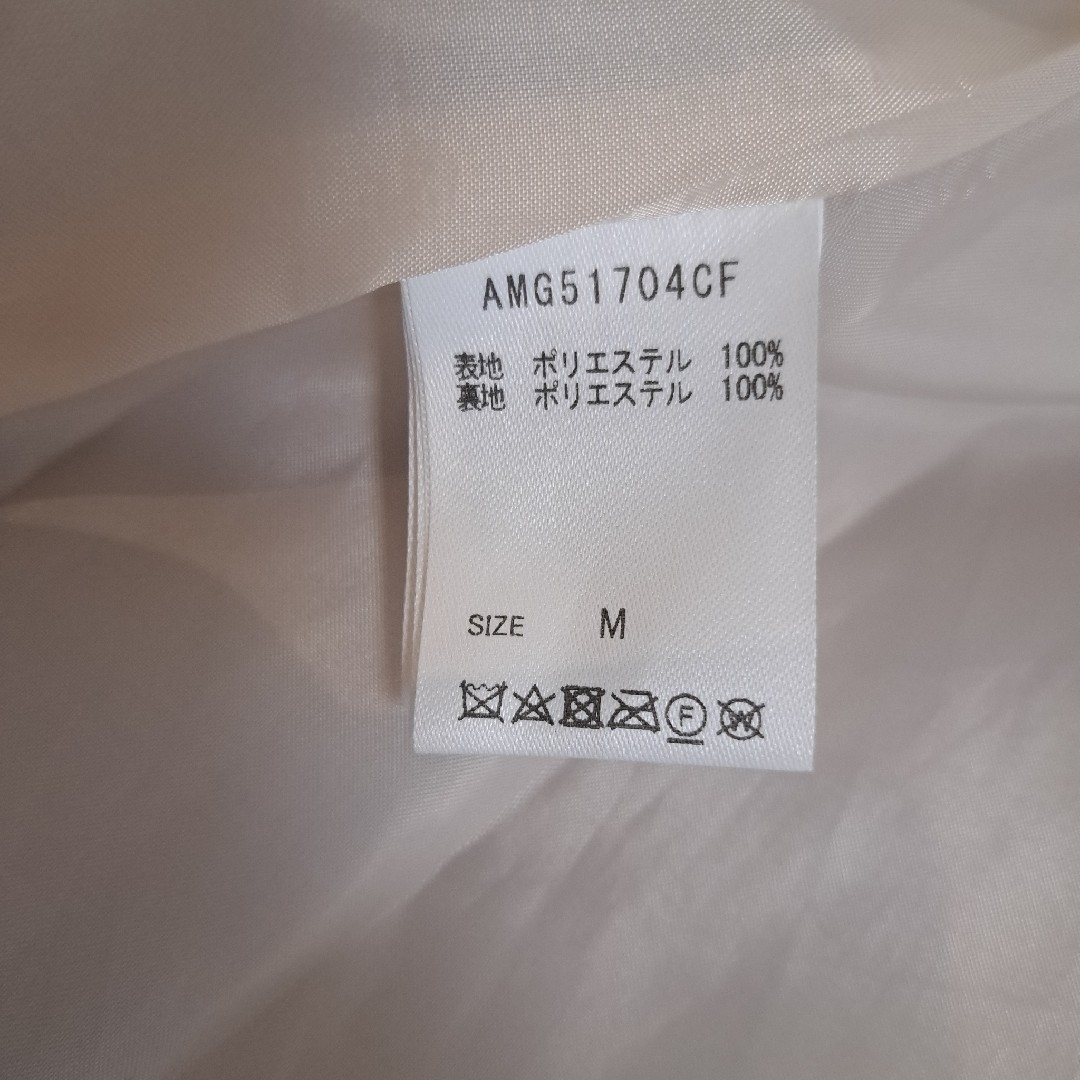 AMG51704CF
表地 ポリエステル 100%
裏地 ポリエステル 100%
SIZE M
F W